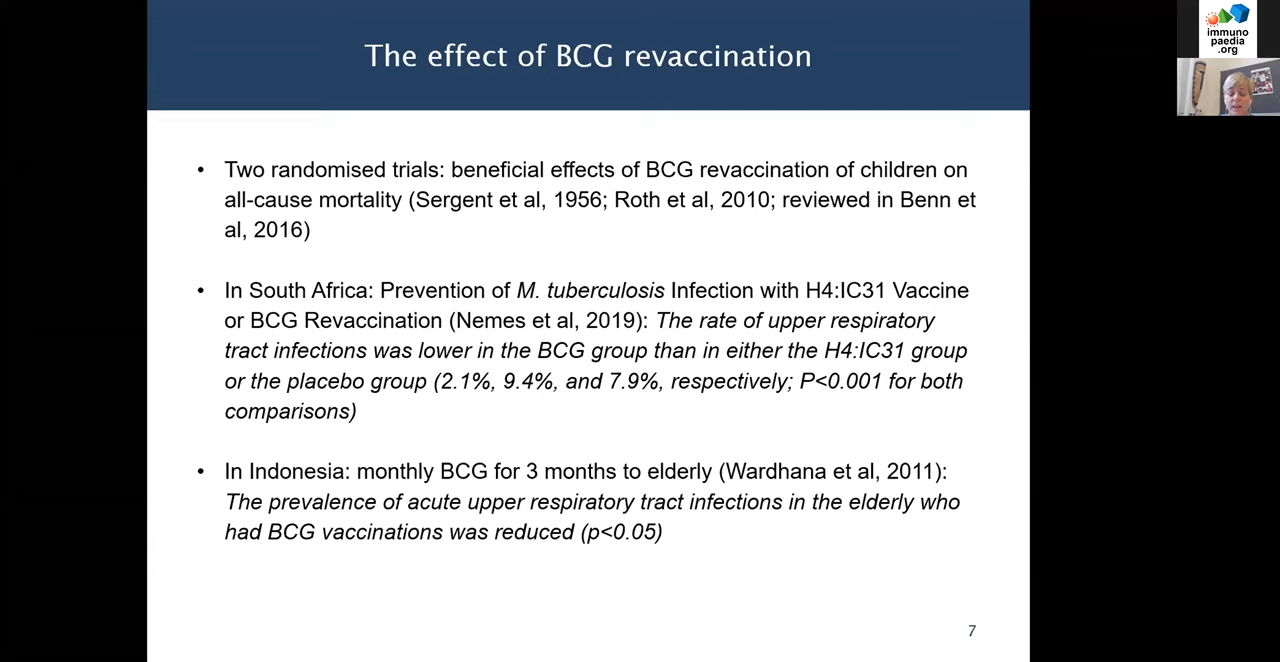 The effect of BCG revaccination
immuno
paedia
.org
• Two randomised trials: beneficial effects of BCG revaccination of children on
all-cause mortality (Sergent et al, 1956; Roth et al, 2010; reviewed in Benn et
al, 2016)
• In South Africa: Prevention of M. tuberculosis Infection with H4:IC31 Vaccine
or BCG Revaccination (Nemes et al, 2019): The rate of upper respiratory
tract infections was lower in the BCG group than in either the H4:IC31 group
or the placebo group (2.1%, 9.4%, and 7.9%, respectively; P<0.001 for both
comparisons)
• In Indonesia: monthly BCG for 3 months to elderly (Wardhana et al, 2011):
The prevalence of acute upper respiratory tract infections in the elderly who
had BCG vaccinations was reduced (p<0.05)
7